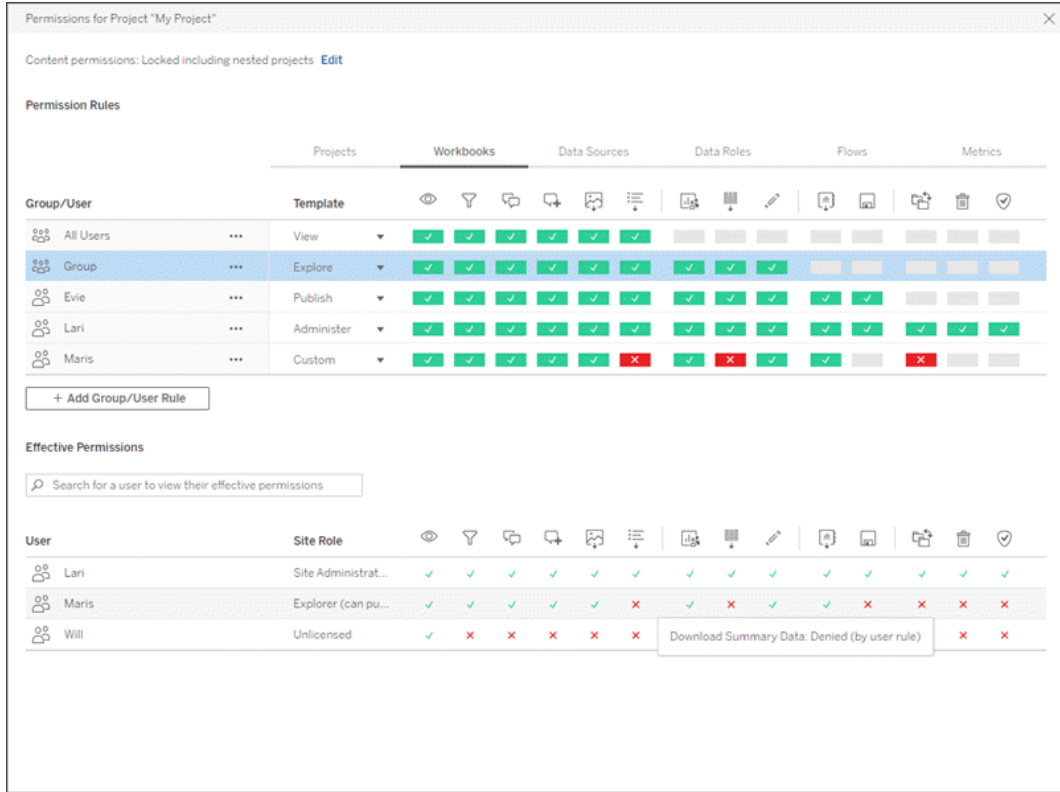 Permissions for Project "My Project"
Content permissions: Locked including nested projects Edit
Permission Rules
Projects Workbooks Data Sources Data Roles Flows Metrics
Group/User Template
All Users ••• View
Group ••• Explore
Evie ••• Publish
Lari ••• Administer
Maris ••• Custom
+ Add Group/User Rule
Effective Permissions
Search for a user to view their effective permissions
User Site Role
Lari Site Administrat...
Maris Explorer (can pu...
Will Unlicensed
Download Summary Data: Denied (by user rule)